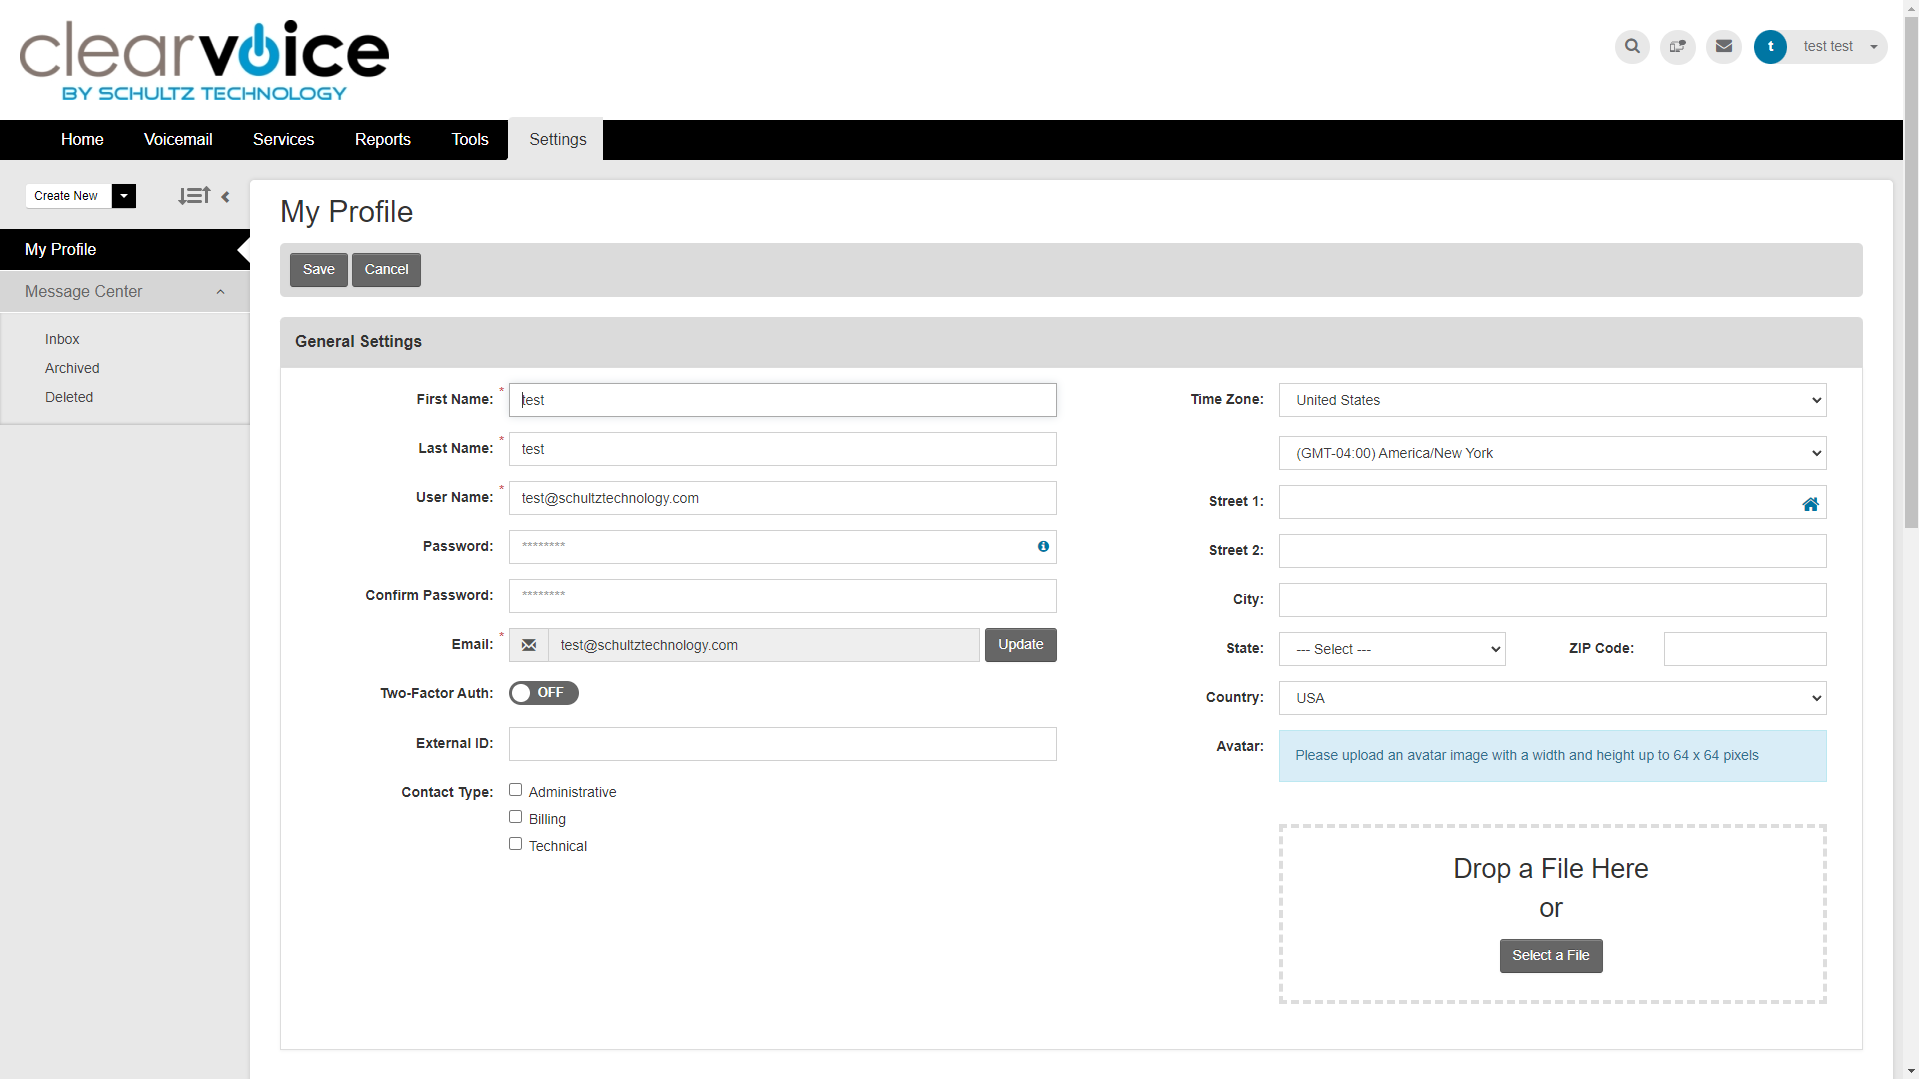 clearvoice
BY SCHULTZ TECHNOLOGY
t
test test
Home
Voicemail
Services
Reports
Tools
Settings
Create New
My Profile
Message Center
Inbox
Archived
Deleted
My Profile
Save
Cancel
General Settings
First Name: *
test
Last Name: *
test
User Name: *
test@schultztechnology.com
Password:
********
Confirm Password:
********
Email: *
test@schultztechnology.com
Update
Two-Factor Auth:
OFF
External ID:
Contact Type:
Administrative
Billing
Technical
Time Zone:
United States
(GMT-04:00) America/New York
Street 1:
Street 2:
City:
State:
--- Select ---
ZIP Code:
Country:
USA
Avatar:
Please upload an avatar image with a width and height up to 64 x 64 pixels
Drop a File Here
or
Select a File